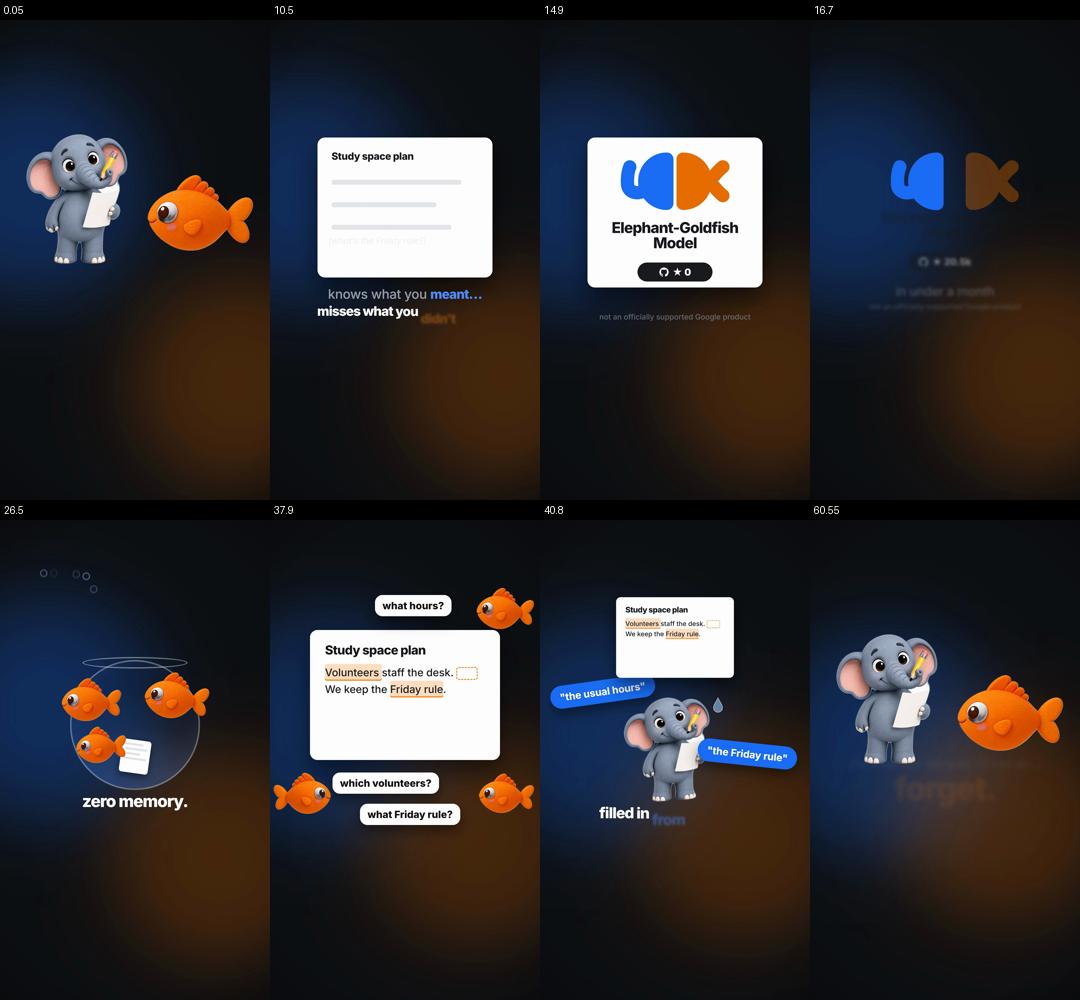 0.05
10.5
14.9
16.7
Study space plan
(what's the Friday rule?)
knows what you meant...
misses what you didn't
Elephant-Goldfish
Model
★ 0
not an officially supported Google product
★ 20.5k
in under a month
not an officially supported Google product
26.5
37.9
40.8
60.55
zero memory.
what hours?
Study space plan
Volunteers staff the desk.
We keep the Friday rule.
which volunteers?
what Friday rule?
Study space plan
Volunteers staff the desk.
We keep the Friday rule.
"the usual hours"
"the Friday rule"
filled in from
forget.